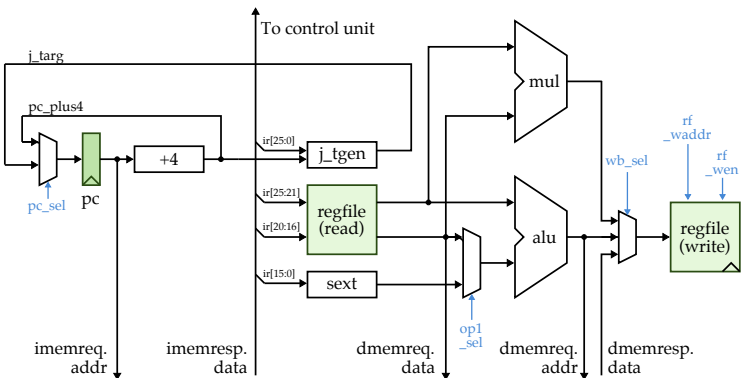 To control unit
j_targ
pc_plus4
pc_sel
pc
+4
ir[25:0]
j_tgen
ir[25:21]
ir[20:16]
regfile
(read)
ir[15:0]
sext
op1
_sel
mul
alu
wb_sel
rf
_waddr
rf
_wen
regfile
(write)
imemreq.
addr
imemresp.
data
dmemreq.
data
dmemreq.
addr
dmemresp.
data